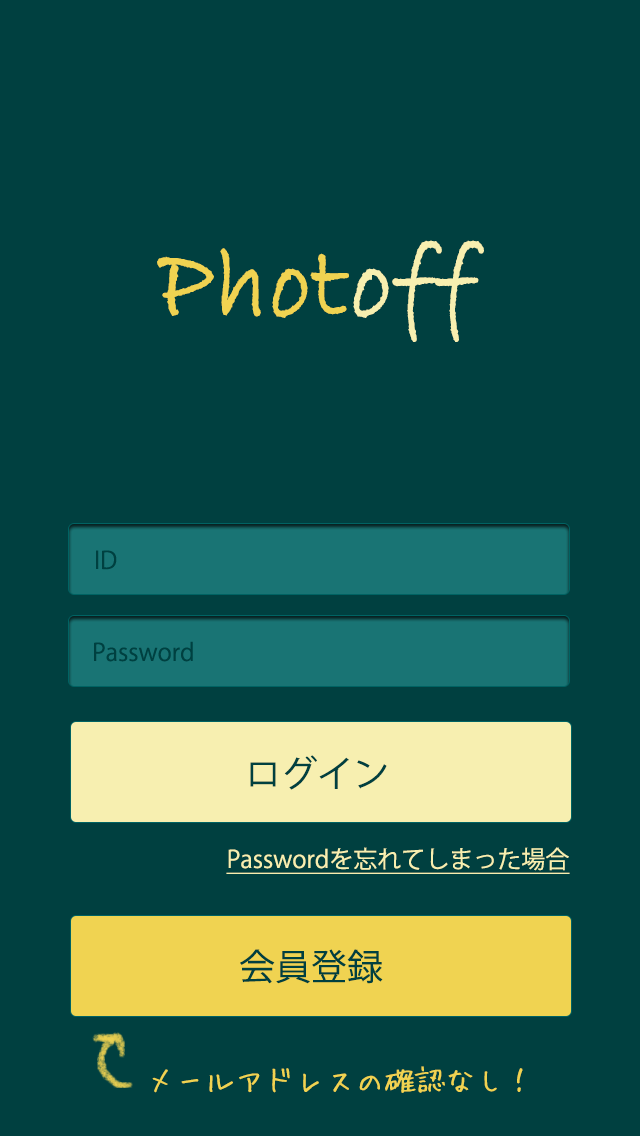 Photoff
ID
Password
ログイン
Passwordを忘れてしまった場合
会員登録
メールアドレスの確認なし！